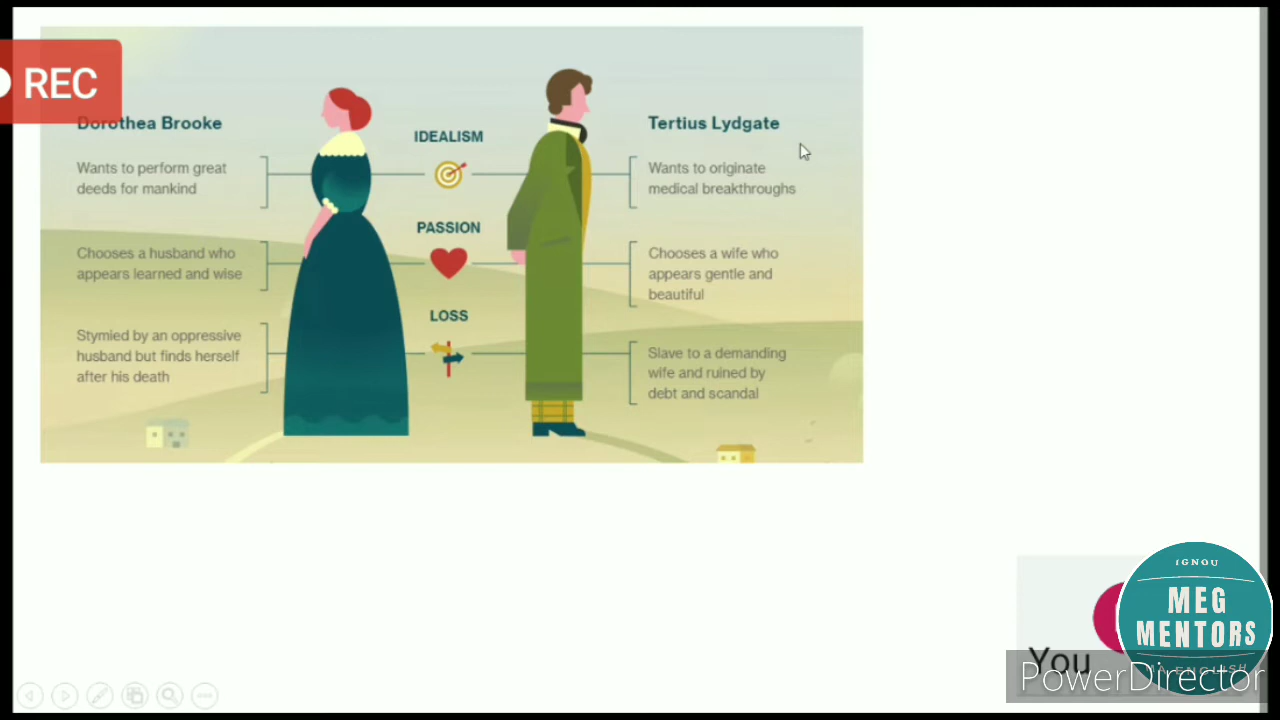 REC
Dorothea Brooke
Wants to perform great
deeds for mankind
Chooses a husband who
appears learned and wise
Stymied by an oppressive
husband but finds herself
after his death
IDEALISM
PASSION
LOSS
Tertius Lydgate
Wants to originate
medical breakthroughs
Chooses a wife who
appears gentle and
beautiful
Slave to a demanding
wife and ruined by
debt and scandal
IGNOU
MEG
MENTORS
MA ENGLISH
You
PowerDirector